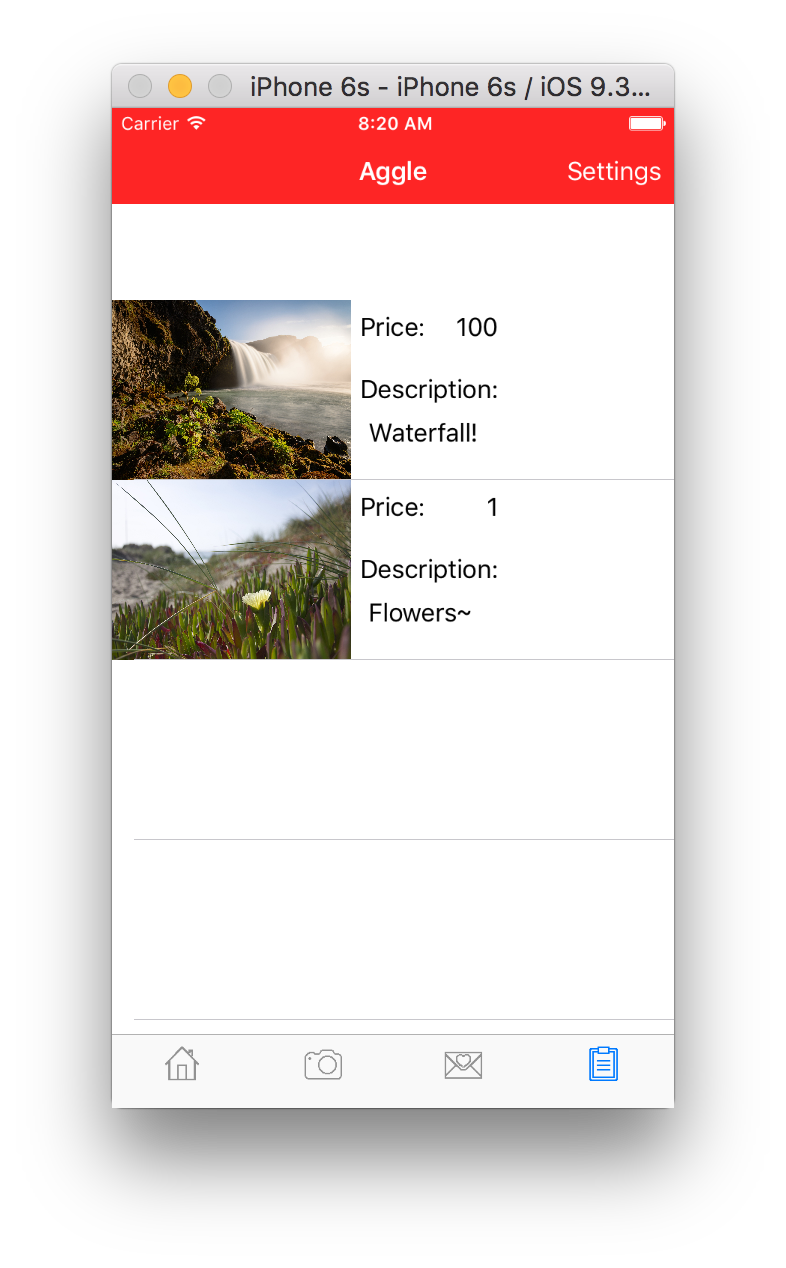 iPhone 6s - iPhone 6s / iOS 9.3...
Carrier 8:20 AM
Aggle Settings
Price: 100
Description:
Waterfall!
Price: 1
Description:
Flowers~